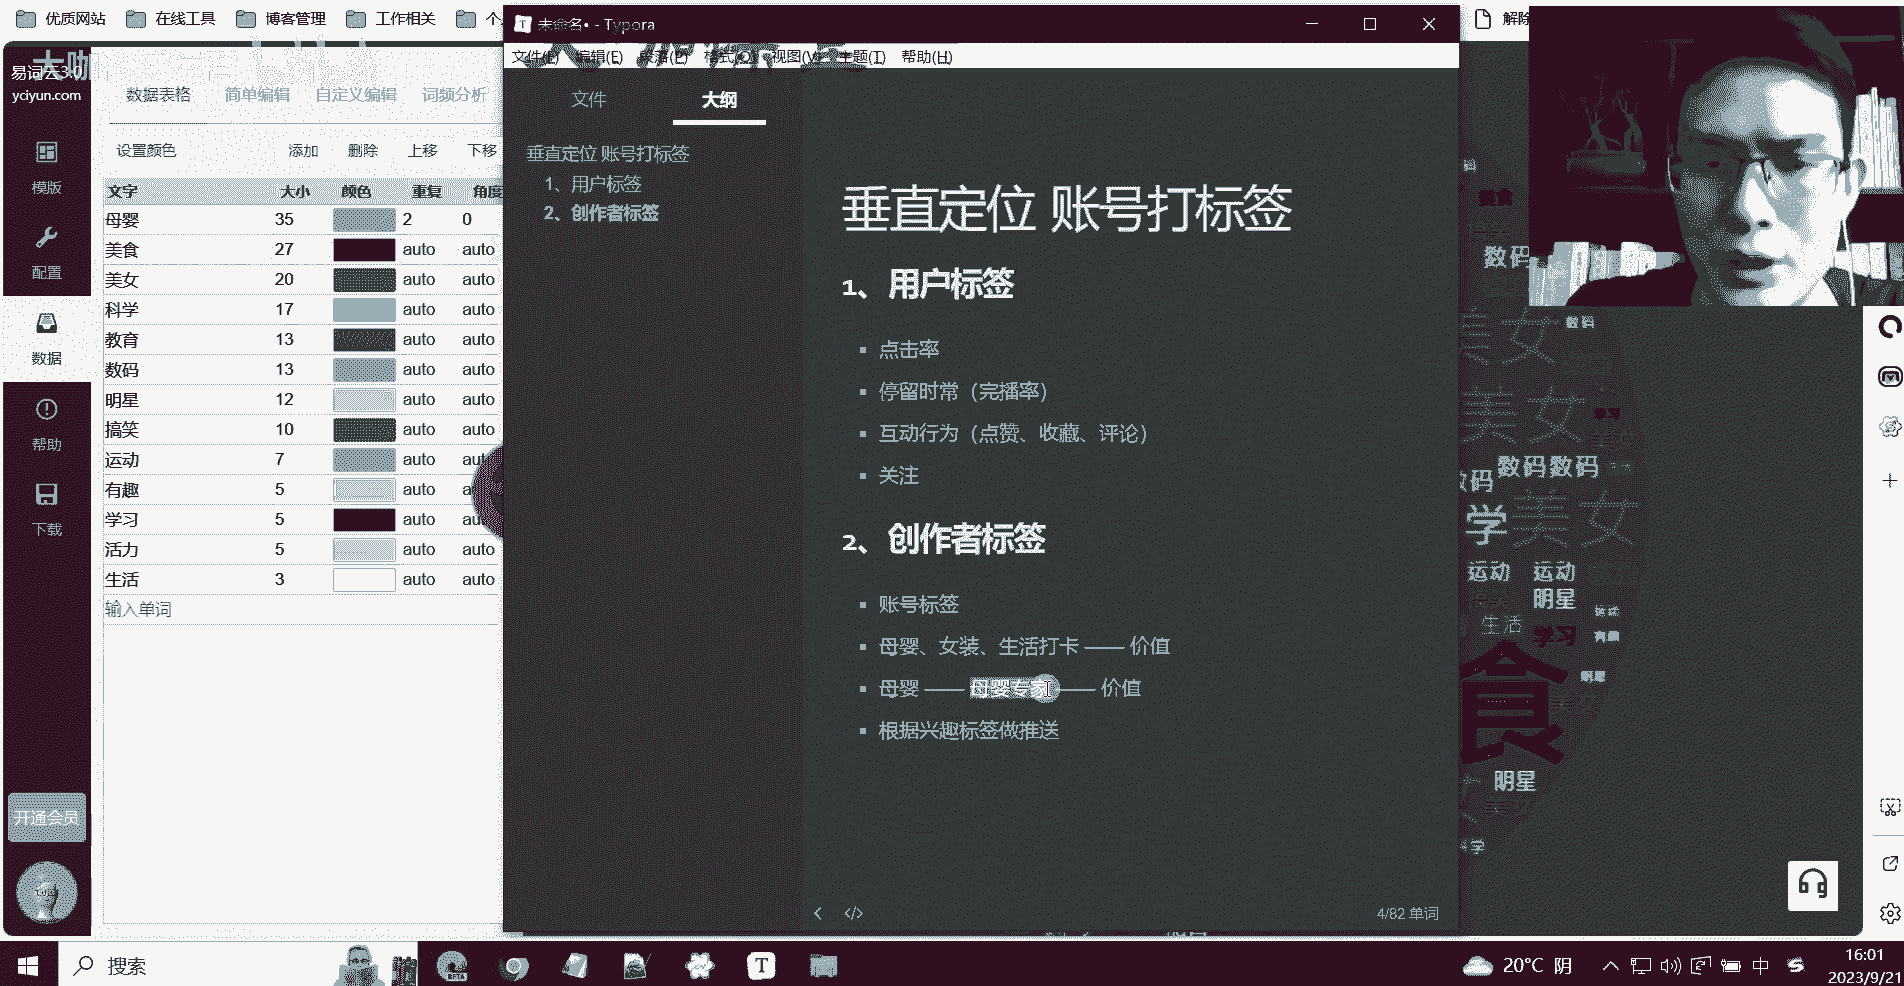 优质网站
在线工具
博客管理
工作相关
个
未命名• - Typora
解除
大咖
易词云3.0
yciyun.com
文件(F) 编辑(E) 段落(P) 格式(O) 视图(V) 主题(T) 帮助(H)
数据表格 简单编辑 自定义编辑 词频分析
文件 大纲
设置颜色 添加 删除 上移 下移
垂直定位 账号打标签
1、用户标签
2、创作者标签
模版
配置
数据
帮助
下载
开通会员
文字 大小 颜色 重复 角度
母婴 35 2 0
美食 27 auto auto
美女 20 auto auto
科学 17 auto auto
教育 13 auto auto
数码 13 auto auto
明星 12 auto auto
搞笑 10 auto auto
运动 7 auto aut
有趣 5 auto a
学习 5 auto au
活力 5 auto auto
生活 3 auto auto
输入单词
垂直定位 账号打标签
1、用户标签
点击率
停留时常（完播率）
互动行为（点赞、收藏、评论）
关注
2、创作者标签
账号标签
母婴、女装、生活打卡 —— 价值
母婴 —— 母婴专家 —— 价值
根据兴趣标签做推送
4/82 单词
数码
美女
数码
美女
数码数码
学
美女
运动 运动
明星
生活 学习
食
明星
搜索
20°C 阴
中
16:01
2023/9/21